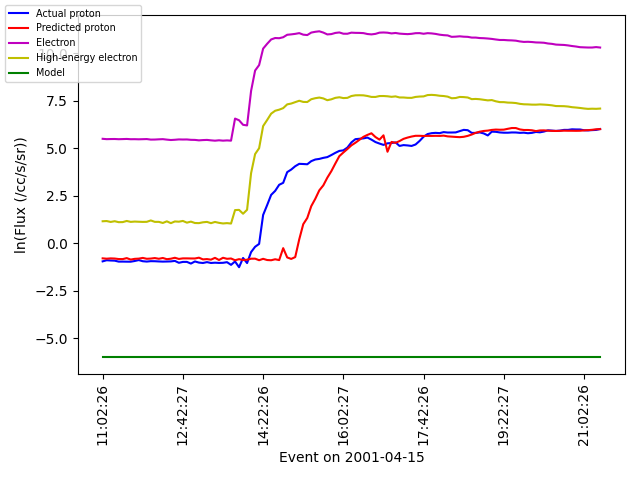 Actual proton
Predicted proton
Electron
High-energy electron
Model
10.0
7.5
5.0
2.5
0.0
−2.5
−5.0
ln(Flux (/cc/s/sr))
11:02:26
12:42:27
14:22:26
16:02:27
17:42:26
19:22:27
21:02:26
Event on 2001-04-15